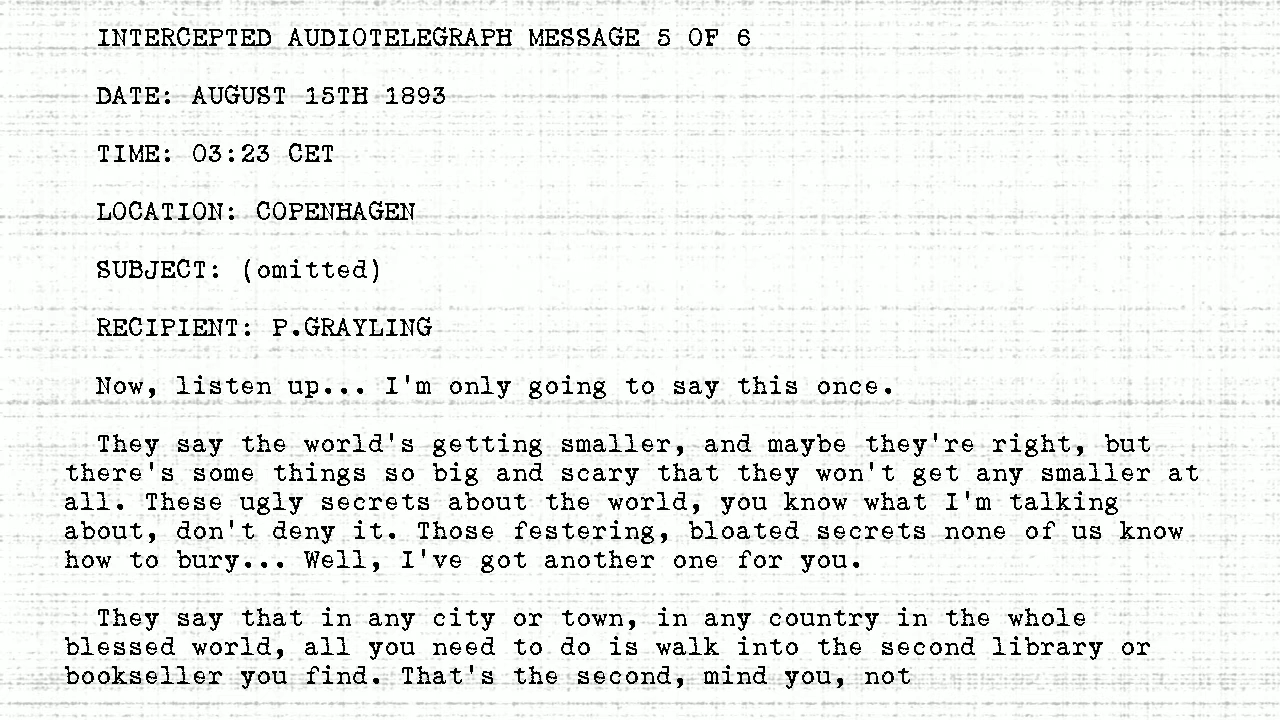 INTERCEPTED AUDIOTELEGRAPH MESSAGE 5 OF 6
DATE: AUGUST 15TH 1893
TIME: 03:23 CET
LOCATION: COPENHAGEN
SUBJECT: (omitted)
RECIPIENT: P.GRAYLING
Now, listen up... I'm only going to say this once.
They say the world's getting smaller, and maybe they're right, but
there's some things so big and scary that they won't get any smaller at
all. These ugly secrets about the world, you know what I'm talking
about, don't deny it. Those festering, bloated secrets none of us know
how to bury... Well, I've got another one for you.
They say that in any city or town, in any country in the whole
blessed world, all you need to do is walk into the second library or
bookseller you find. That's the second, mind you, not